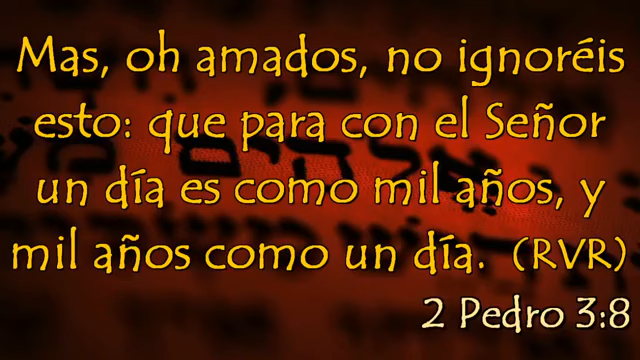 Mas, oh amados, no ignoréis
esto: que para con el Señor
un día es como mil años, y
mil años como un día. (RVR)
2 Pedro 3:8
אלהים